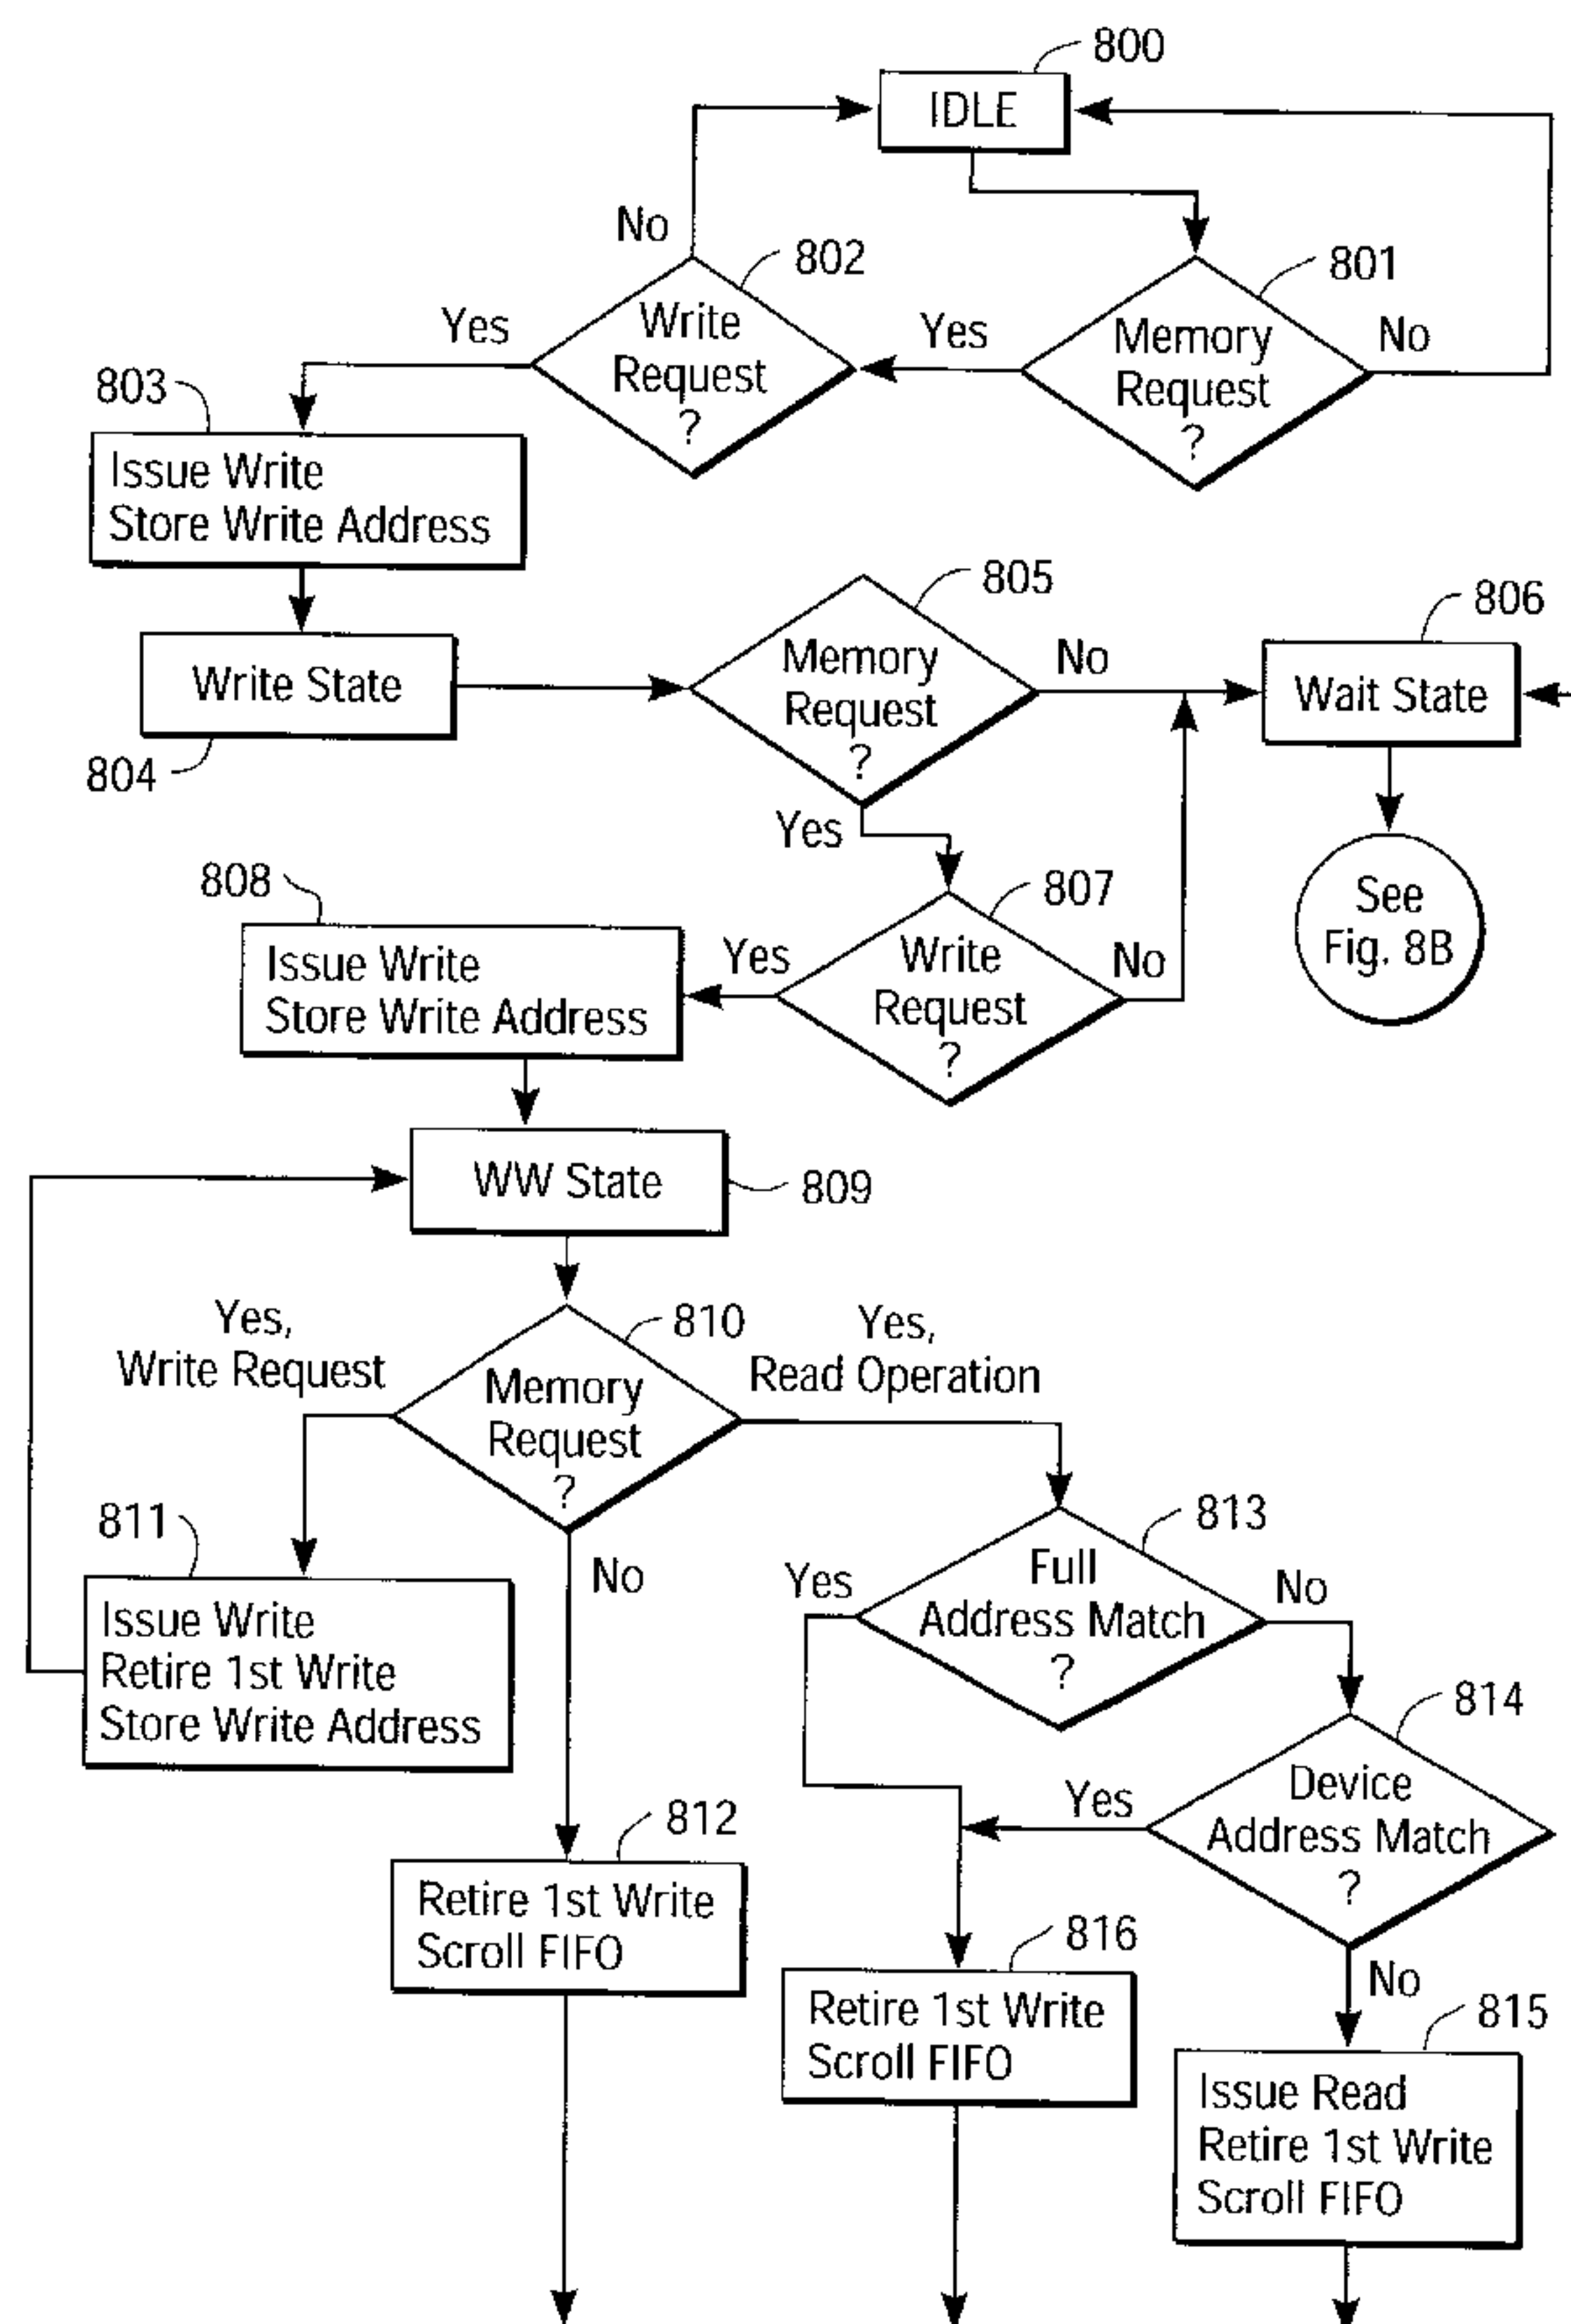 800
IDLE
No
802
801
Yes
Write
Request
?
Yes
Memory
Request
?
No
803
Issue Write
Store Write Address
805
806
Write State
804
Memory
Request
?
No
Wait State
Yes
See
Fig. 8B
808
807
Issue Write
Store Write Address
Yes
Write
Request
?
No
WW State
809
Yes,
Write Request
810
Yes,
Read Operation
Memory
Request
?
811
No
813
Issue Write
Retire 1st Write
Store Write Address
Yes
Full
Address Match
?
No
814
812
Yes
Device
Address Match
?
Retire 1st Write
Scroll FIFO
816
No
Retire 1st Write
Scroll FIFO
815
Issue Read
Retire 1st Write
Scroll FIFO